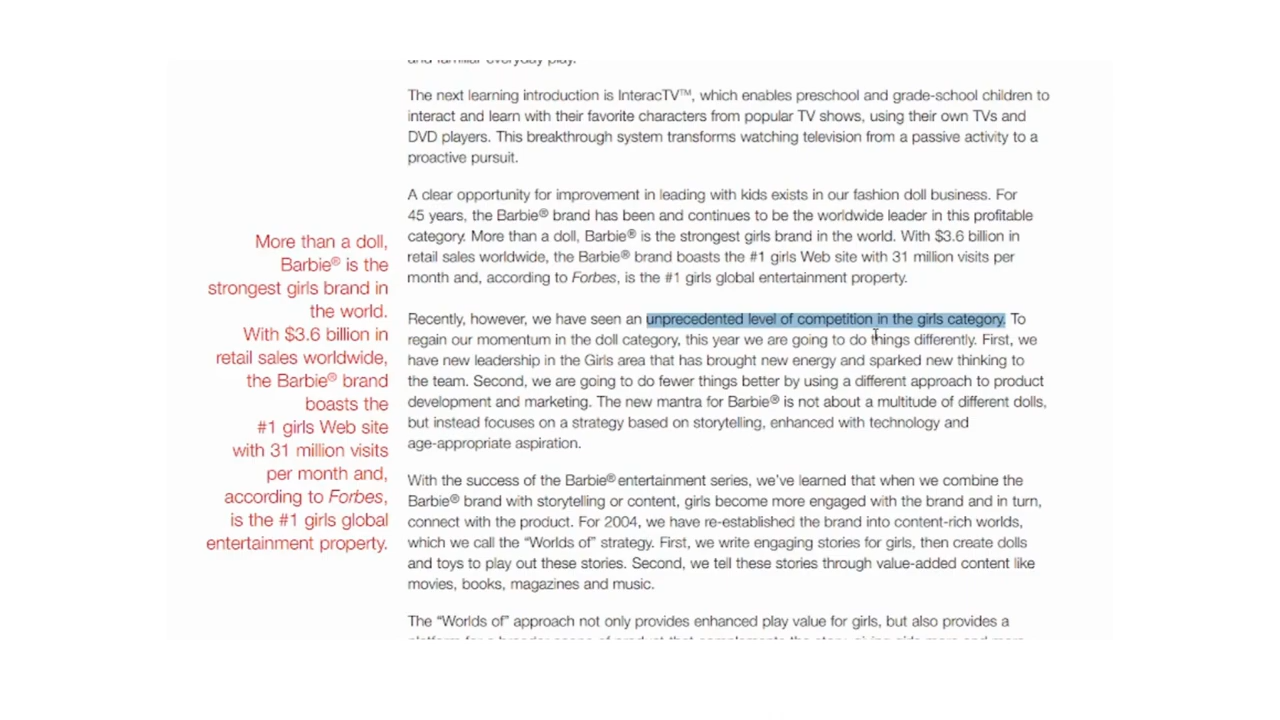 and familiar everyday play.
The next learning introduction is InteracTV™, which enables preschool and grade-school children to
interact and learn with their favorite characters from popular TV shows, using their own TVs and
DVD players. This breakthrough system transforms watching television from a passive activity to a
proactive pursuit.
A clear opportunity for improvement in leading with kids exists in our fashion doll business. For
45 years, the Barbie® brand has been and continues to be the worldwide leader in this profitable
category. More than a doll, Barbie® is the strongest girls brand in the world. With $3.6 billion in
retail sales worldwide, the Barbie® brand boasts the #1 girls Web site with 31 million visits per
month and, according to Forbes, is the #1 girls global entertainment property.
More than a doll,
Barbie® is the
strongest girls brand in
the world.
With $3.6 billion in
retail sales worldwide,
the Barbie® brand
boasts the
#1 girls Web site
with 31 million visits
per month and,
according to Forbes,
is the #1 girls global
entertainment property.
Recently, however, we have seen an unprecedented level of competition in the girls category. To
regain our momentum in the doll category, this year we are going to do things differently. First, we
have new leadership in the Girls area that has brought new energy and sparked new thinking to
the team. Second, we are going to do fewer things better by using a different approach to product
development and marketing. The new mantra for Barbie® is not about a multitude of different dolls,
but instead focuses on a strategy based on storytelling, enhanced with technology and
age-appropriate aspiration.
With the success of the Barbie® entertainment series, we've learned that when we combine the
Barbie® brand with storytelling or content, girls become more engaged with the brand and in turn,
connect with the product. For 2004, we have re-established the brand into content-rich worlds,
which we call the “Worlds of” strategy. First, we write engaging stories for girls, then create dolls
and toys to play out these stories. Second, we tell these stories through value-added content like
movies, books, magazines and music.
The “Worlds of” approach not only provides enhanced play value for girls, but also provides a
platform for a broader scope of product that complements the story, giving girls more and more